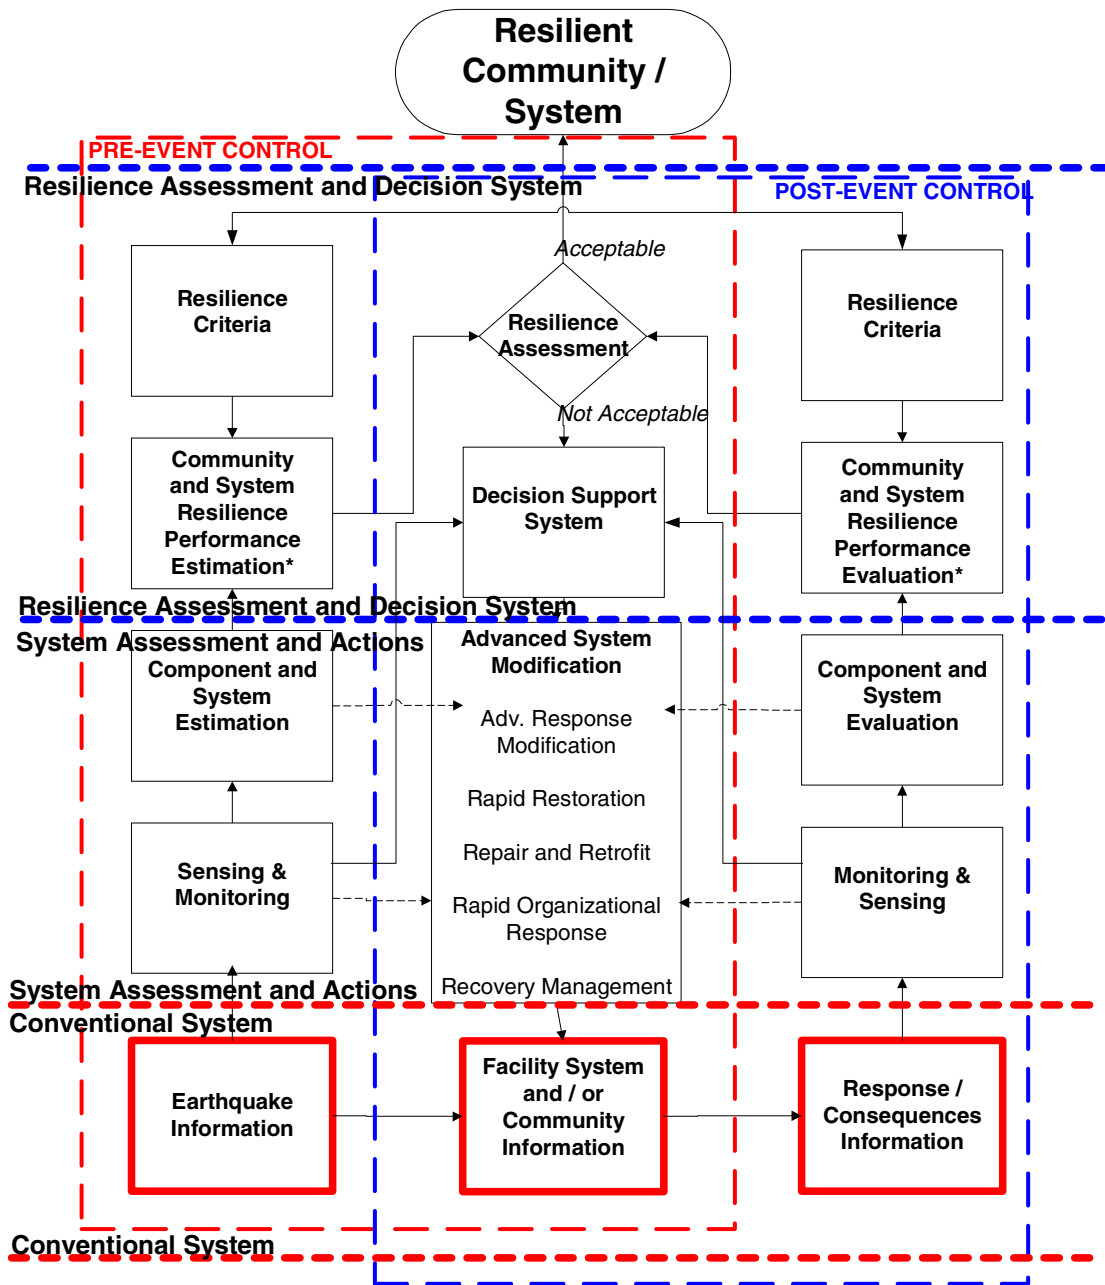 Resilient
Community /
System
PRE-EVENT CONTROL
Resilience Assessment and Decision System
POST-EVENT CONTROL
Acceptable
Resilience
Criteria
Resilience
Assessment
Resilience
Criteria
Not Acceptable
Community
and System
Resilience
Performance
Estimation*
Decision Support
System
Community
and System
Resilience
Performance
Evaluation*
Resilience Assessment and Decision System
System Assessment and Actions
Component and
System
Estimation
Advanced System
Modification
Adv. Response
Modification
Rapid Restoration
Repair and Retrofit
Rapid Organizational
Response
Recovery Management
Component and
System
Evaluation
Sensing &
Monitoring
Monitoring &
Sensing
System Assessment and Actions
Conventional System
Earthquake
Information
Facility System
and / or
Community
Information
Response /
Consequences
Information
Conventional System